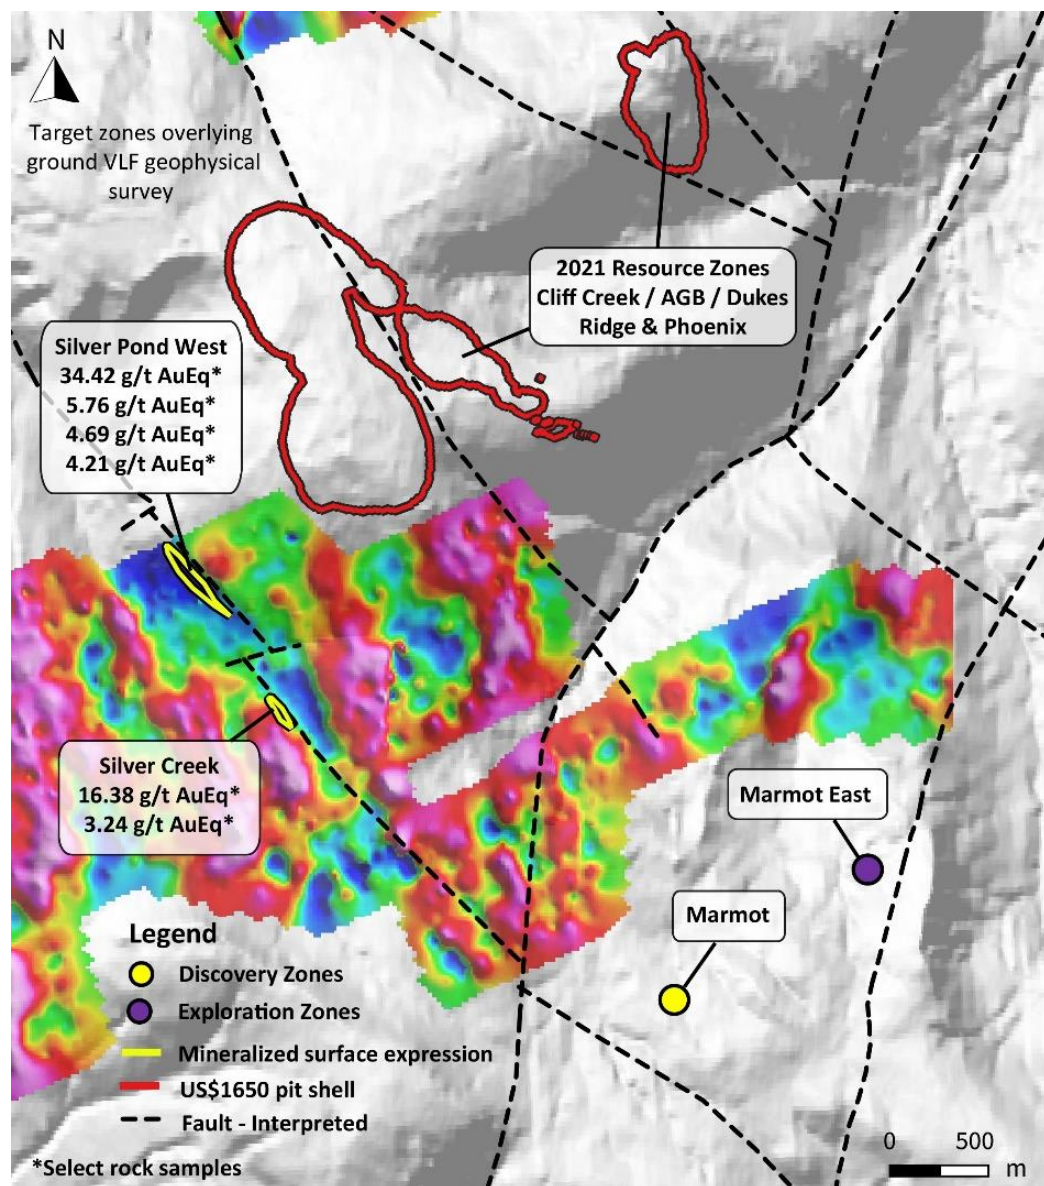 N
Target zones overlying
ground VLF geophysical
survey
2021 Resource Zones
Cliff Creek / AGB / Dukes
Ridge & Phoenix
Silver Pond West
34.42 g/t AuEq*
5.76 g/t AuEq*
4.69 g/t AuEq*
4.21 g/t AuEq*
Silver Creek
16.38 g/t AuEq*
3.24 g/t AuEq*
Marmot East
Marmot
Legend
Discovery Zones
Exploration Zones
Mineralized surface expression
US$1650 pit shell
Fault - Interpreted
*Select rock samples
0 500
m